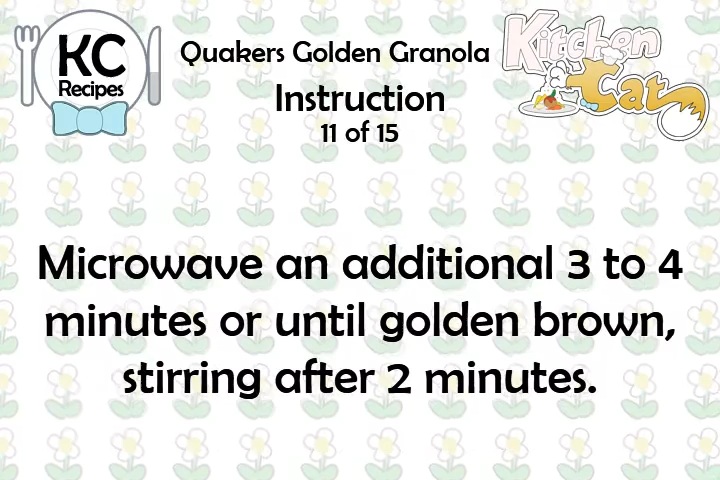 KC
Recipes
Quakers Golden Granola
Kitchen
Cat
Instruction
11 of 15
Microwave an additional 3 to 4
minutes or until golden brown,
stirring after 2 minutes.